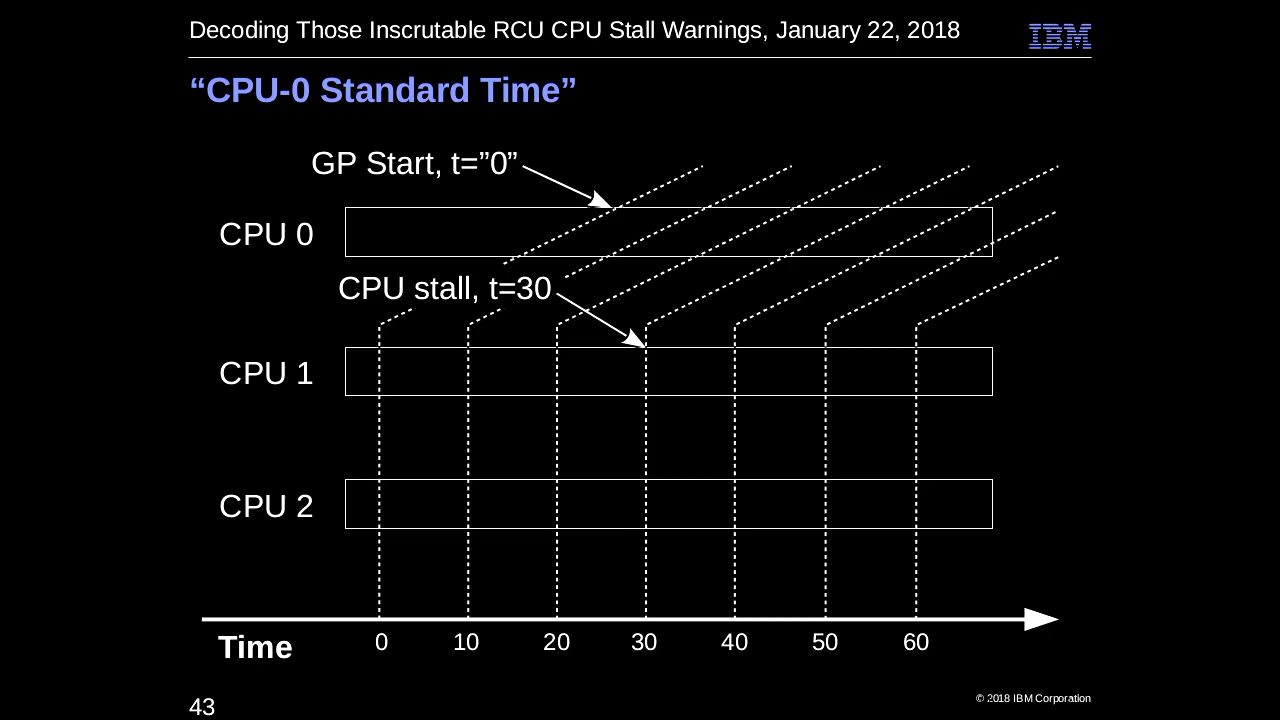 Decoding Those Inscrutable RCU CPU Stall Warnings, January 22, 2018
IBM
“CPU-0 Standard Time”
GP Start, t=”0”
CPU 0
CPU stall, t=30
CPU 1
CPU 2
Time
0 10 20 30 40 50 60
43
© 2018 IBM Corporation